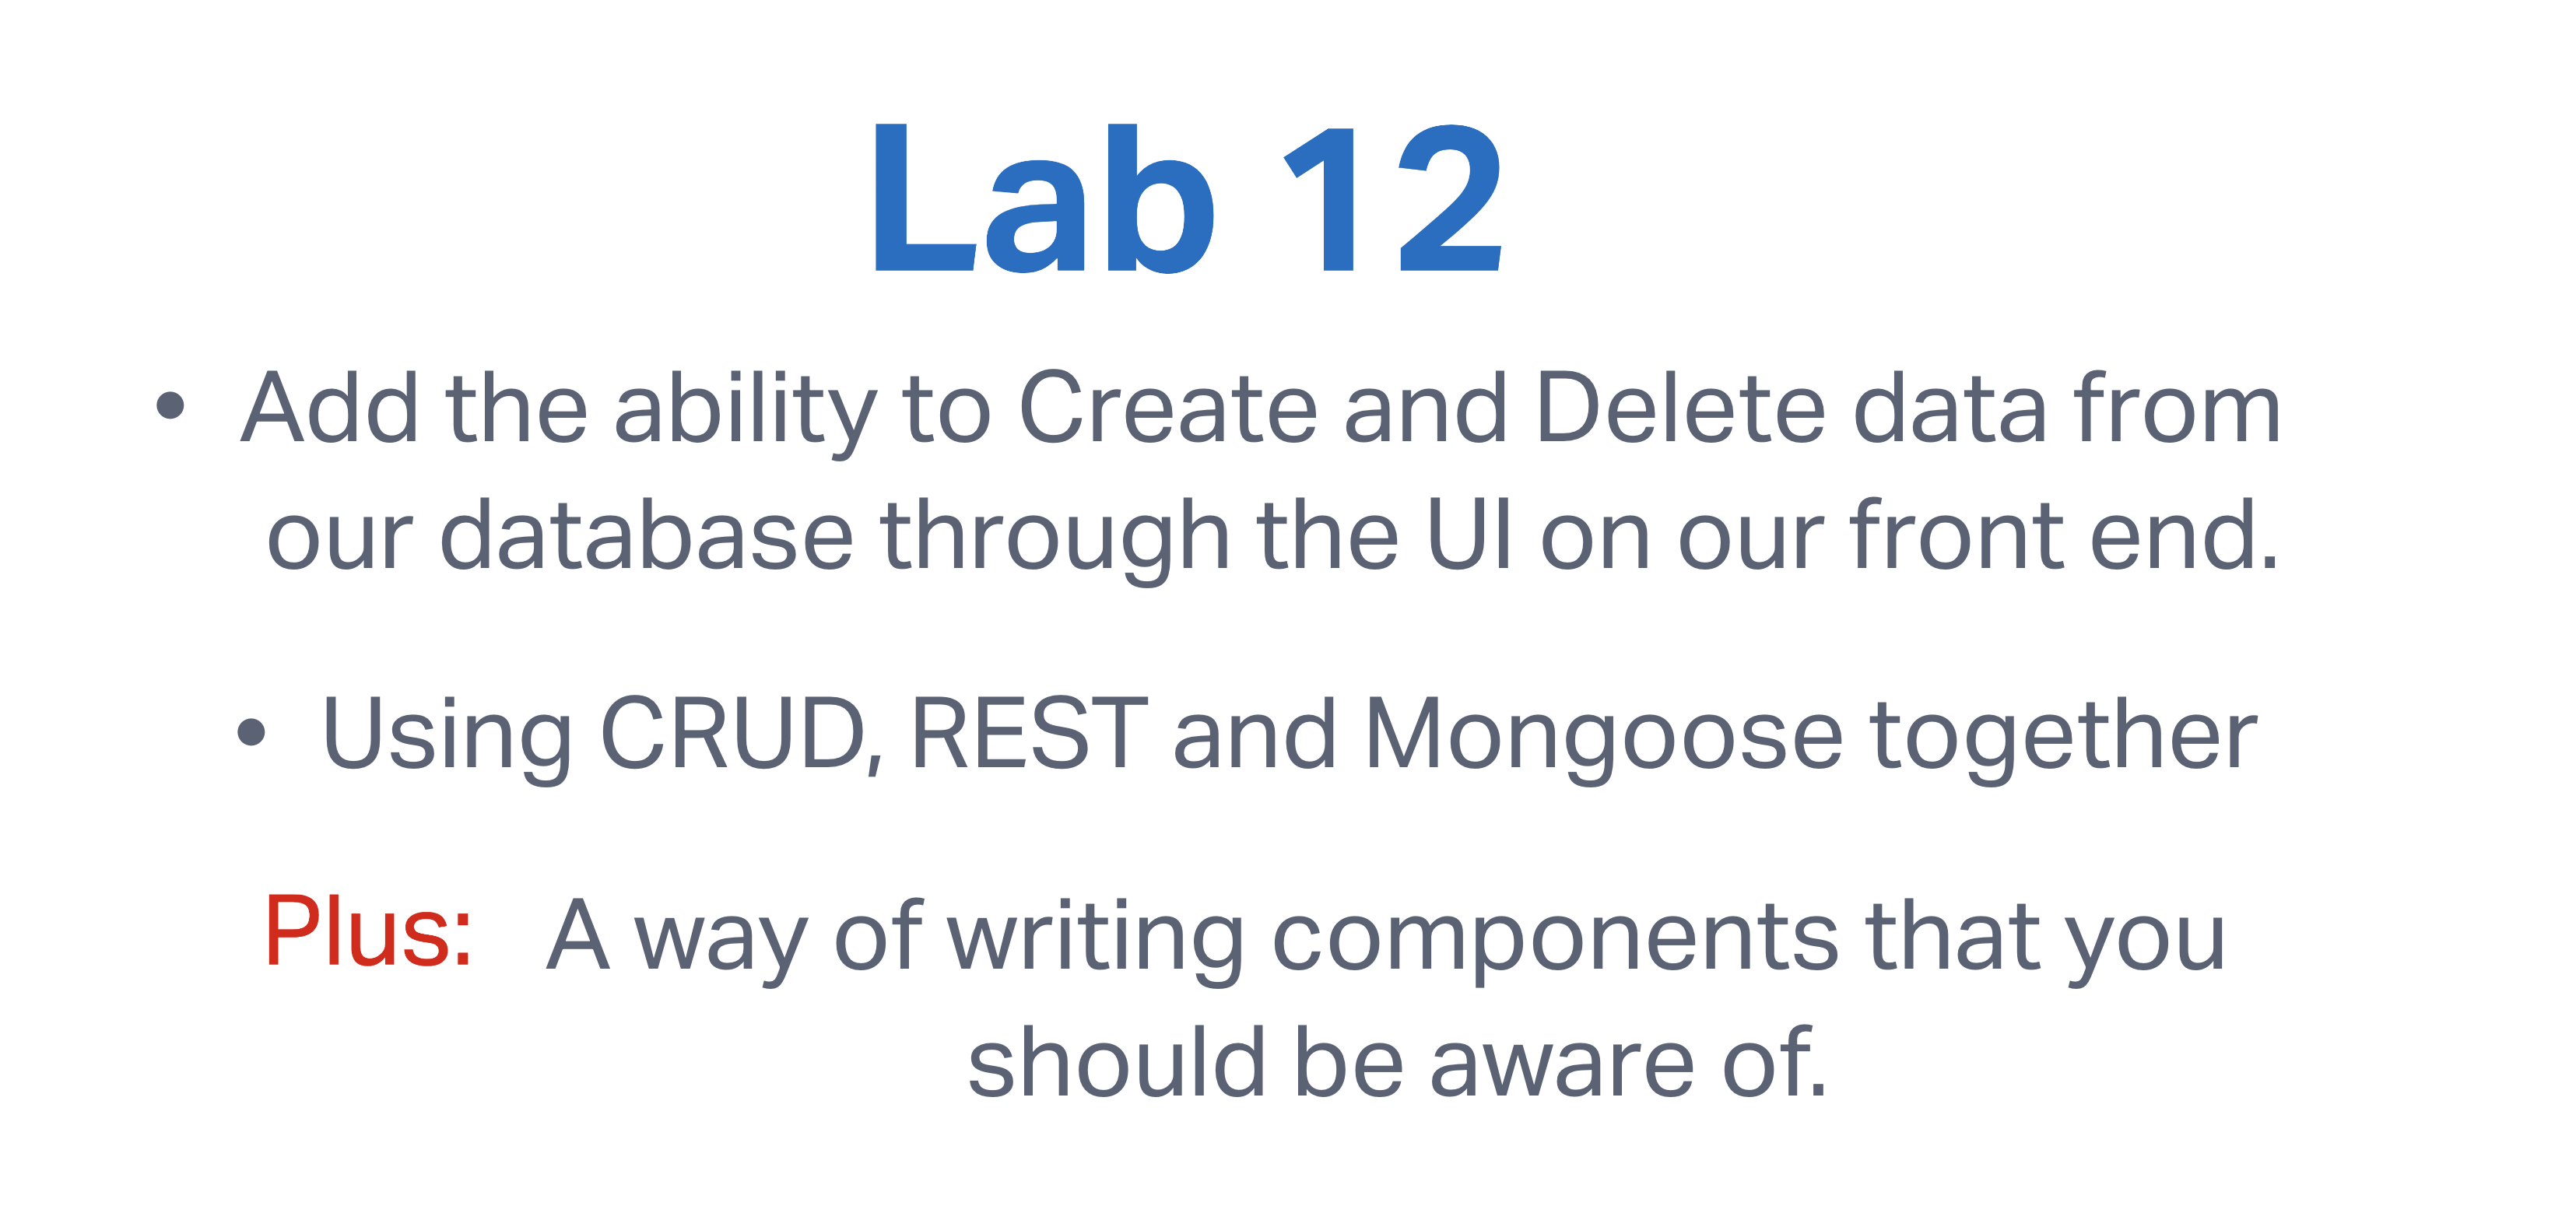 Lab 12
• Add the ability to Create and Delete data from
our database through the UI on our front end.
• Using CRUD, REST and Mongoose together
Plus: A way of writing components that you
should be aware of.